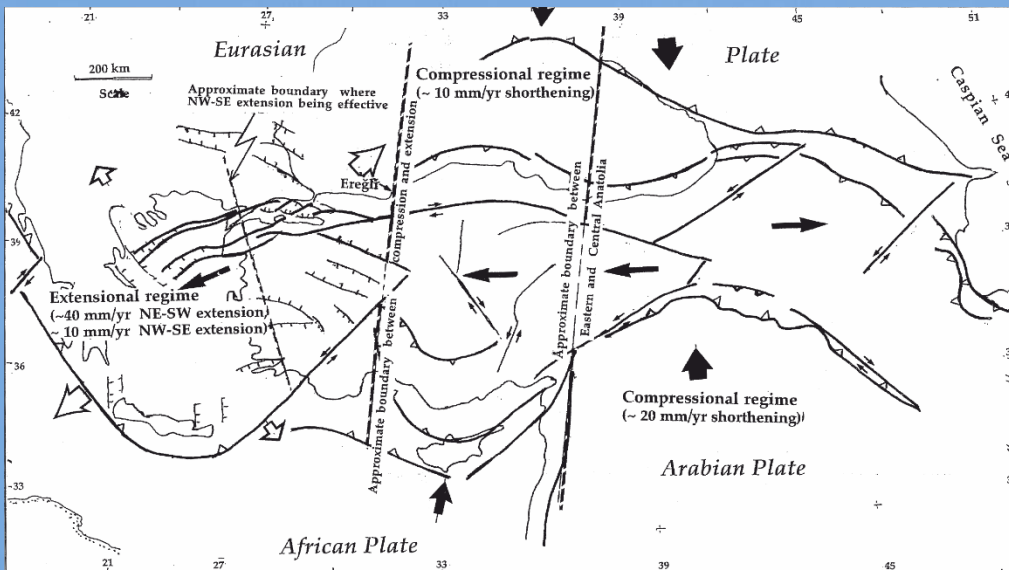 21
27,
33
39
45
51
Eurasian
Plate
200 km
Scale
Approximate boundary where
NW-SE extension being effective
Compressional regime
(~ 10 mm/yr shorthening)
Caspian Sea
42
Ereğli
39
Extensional regime
(~40 mm/yr NE-SW extension,
~ 10 mm/yr NW-SE extension)
Approximate boundary between
compression and extension
Approximate boundary between
Eastern and Central Anatolia
36
Compressional regime
(~ 20 mm/yr shorthening)
Arabian Plate
33
African Plate
21
27
33
39
45